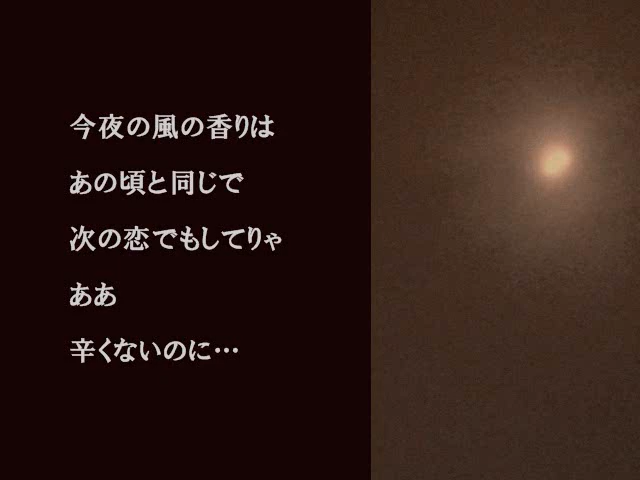 今夜の風の香りは
あの頃と同じで
次の恋でもしてりゃ
ああ
辛くないのに…